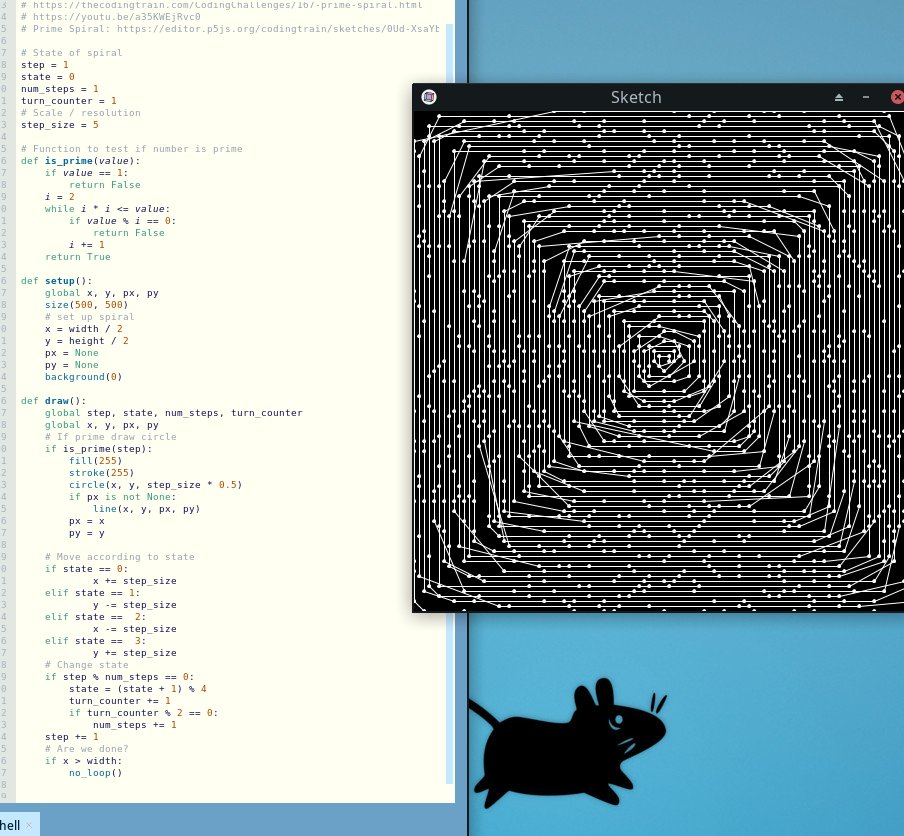 # https://thecodingtrain.com/CodingChallenges/167-prime-spiral.html
# https://youtu.be/a35KWEjRvc0
# Prime Spiral: https://editor.p5js.org/codingtrain/sketches/0Ud-XsaYb
# State of spiral
step = 1
state = 0
num_steps = 1
turn_counter = 1
# Scale / resolution
step_size = 5
# Function to test if number is prime
def is_prime(value):
    if value == 1:
        return False
    i = 2
    while i * i <= value:
        if value % i == 0:
            return False
        i += 1
    return True
def setup():
    global x, y, px, py
    size(500, 500)
    # set up spiral
    x = width / 2
    y = height / 2
    px = None
    py = None
    background(0)
def draw():
    global step, state, num_steps, turn_counter
    global x, y, px, py
    # If prime draw circle
    if is_prime(step):
        fill(255)
        stroke(255)
        circle(x, y, step_size * 0.5)
        if px is not None:
            line(x, y, px, py)
        px = x
        py = y
    # Move according to state
    if state == 0:
            x += step_size
    elif state == 1:
            y -= step_size
    elif state ==  2:
            x -= step_size
    elif state ==  3:
            y += step_size
    # Change state
    if step % num_steps == 0:
        state = (state + 1) % 4
        turn_counter += 1
        if turn_counter % 2 == 0:
            num_steps += 1
    step += 1
    # Are we done?
    if x > width:
        no_loop()
Sketch
hell